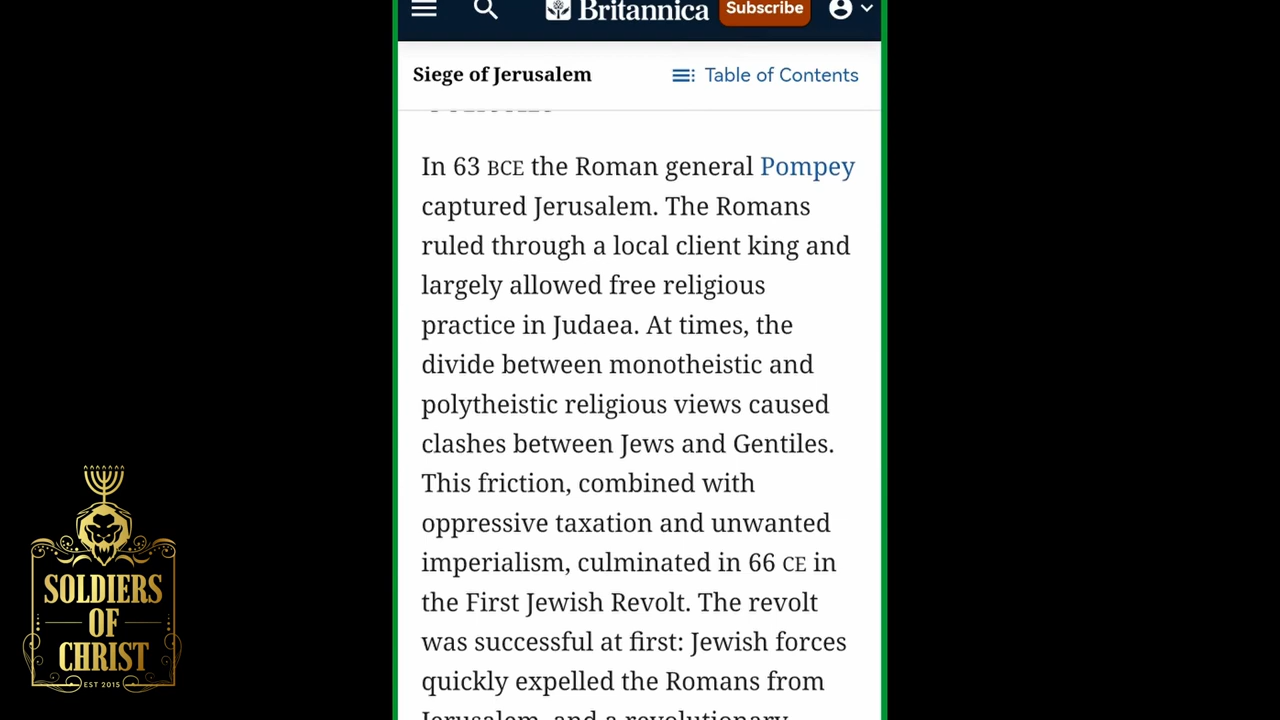 Britannica
Subscribe
Siege of Jerusalem
Table of Contents
In 63 BCE the Roman general Pompey
captured Jerusalem. The Romans
ruled through a local client king and
largely allowed free religious
practice in Judaea. At times, the
divide between monotheistic and
polytheistic religious views caused
clashes between Jews and Gentiles.
This friction, combined with
oppressive taxation and unwanted
imperialism, culminated in 66 CE in
the First Jewish Revolt. The revolt
was successful at first: Jewish forces
quickly expelled the Romans from
Jerusalem, and a revolutionary
SOLDIERS
OF
CHRIST
EST 2015